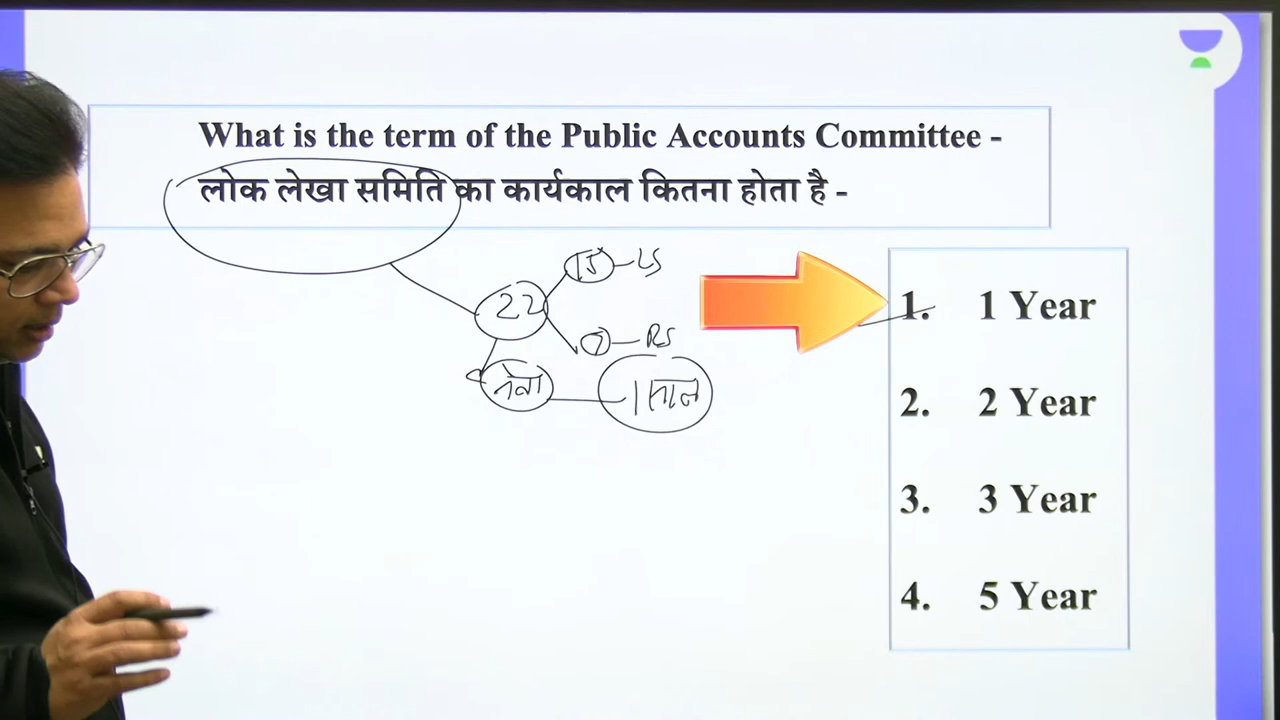 What is the term of the Public Accounts Committee -
लोक लेखा समिति का कार्यकाल कितना होता है -
15 - LS
22
7 - RS
1 साल
1. 1 Year
2. 2 Year
3. 3 Year
4. 5 Year